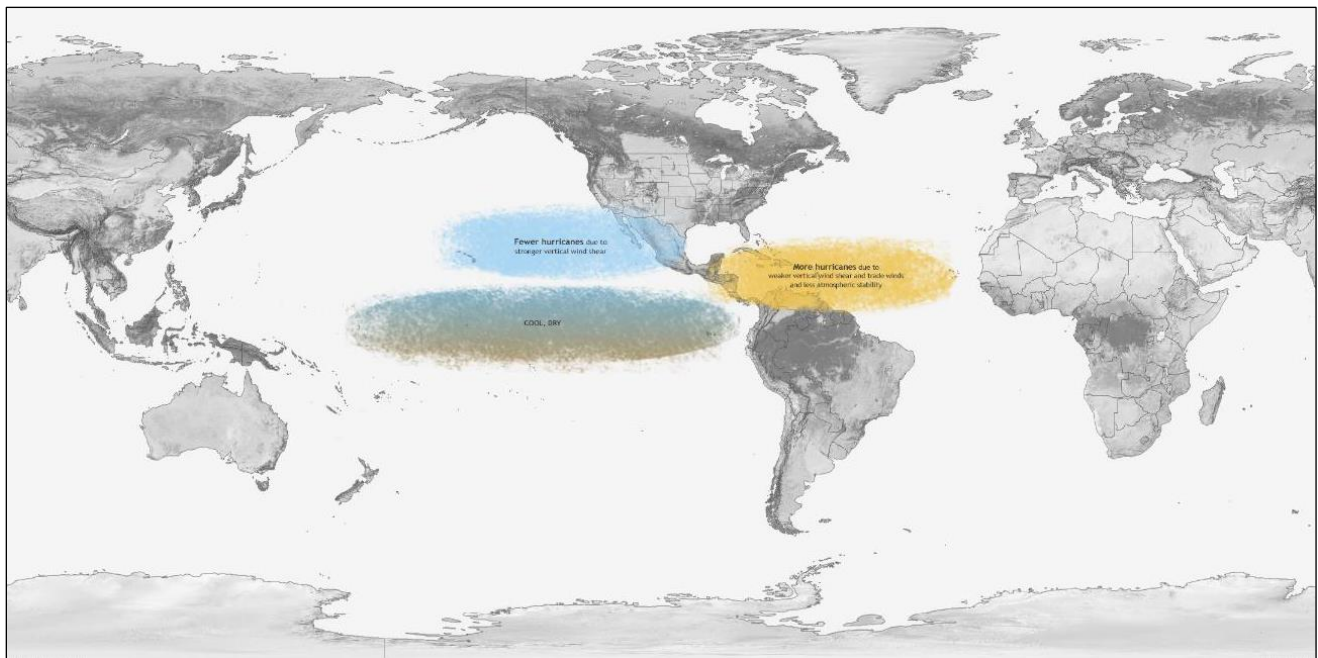 Fewer hurricanes due to
stronger vertical wind shear
More hurricanes due to
weaker vertical wind shear and trade winds
and less atmospheric stability
COOL, DRY